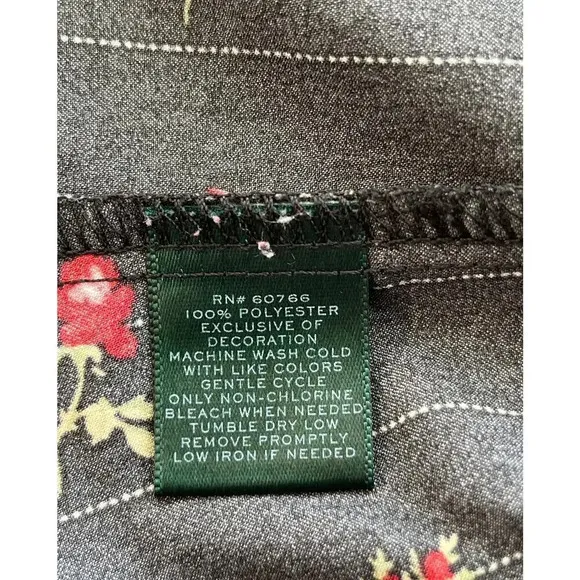 RN# 60766
100% POLYESTER
EXCLUSIVE OF
DECORATION
MACHINE WASH COLD
WITH LIKE COLORS
GENTLE CYCLE
ONLY NON-CHLORINE
BLEACH WHEN NEEDED
TUMBLE DRY LOW
REMOVE PROMPTLY
LOW IRON IF NEEDED